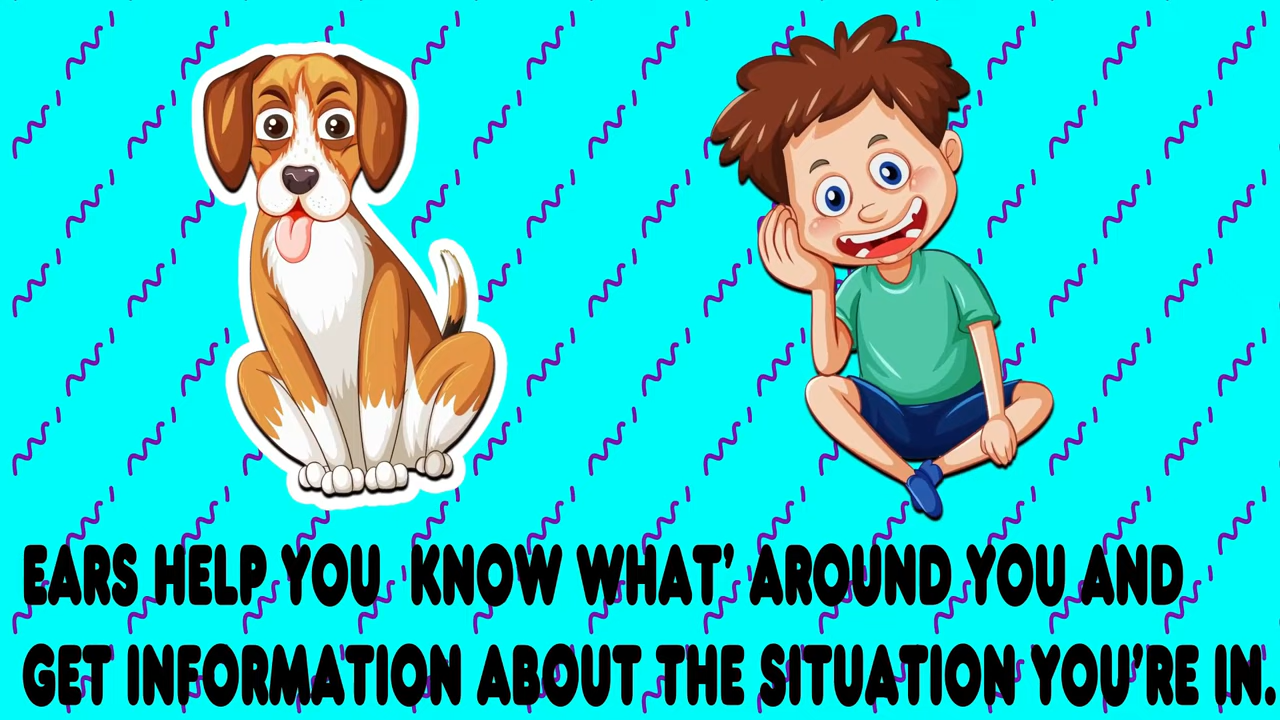 EARS HELP YOU  KNOW WHAT' AROUND YOU AND
GET INFORMATION ABOUT THE SITUATION YOU'RE IN.